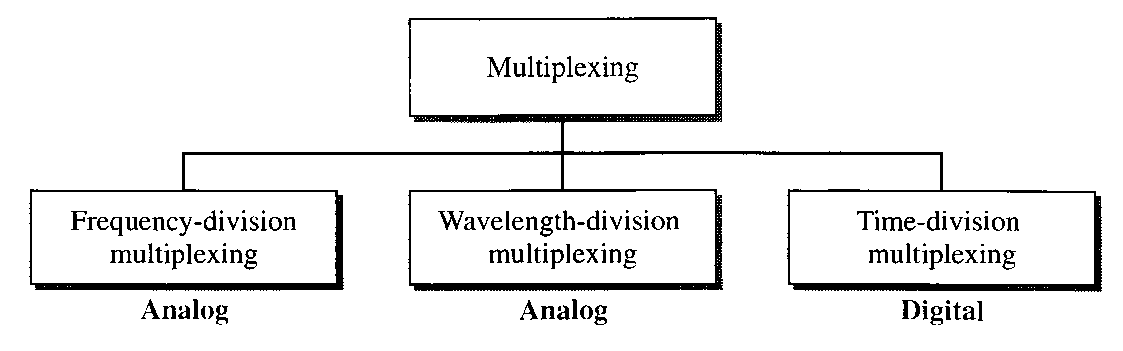 Multiplexing
Frequency-division
multiplexing
Analog
Wavelength-division
multiplexing
Analog
Time-division
multiplexing
Digital